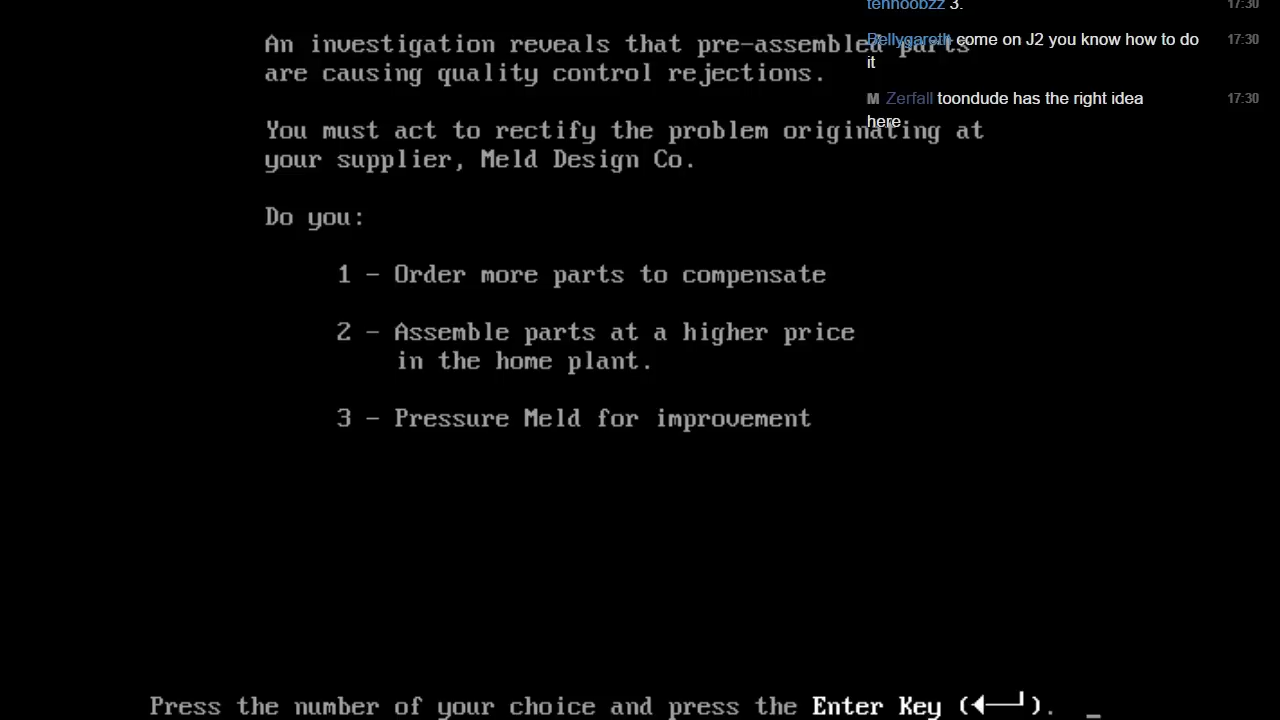 tennoobzz 3. 17:30
An investigation reveals that pre-assembled parts
are causing quality control rejections.
Bellygareth come on J2 you know how to do 17:30
it
M Zerfall toondude has the right idea 17:30
here
You must act to rectify the problem originating at
your supplier, Meld Design Co.
Do you:
1 - Order more parts to compensate
2 - Assemble parts at a higher price
in the home plant.
3 - Pressure Meld for improvement
Press the number of your choice and press the Enter Key (◄─┘). _